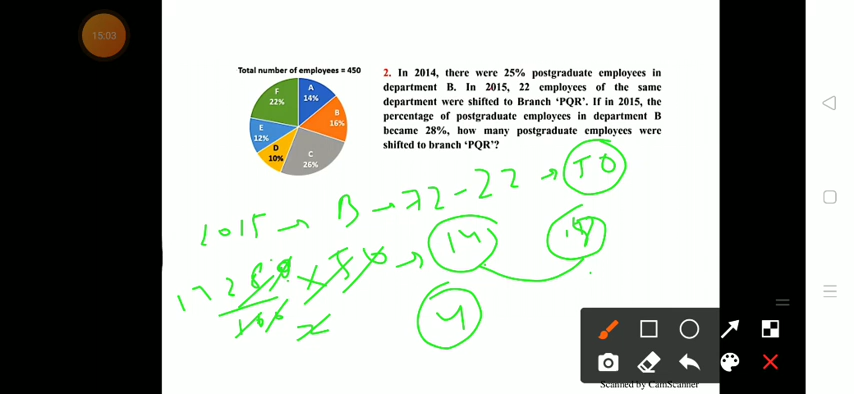 15:03
Total number of employees = 450
A
14%
B
16%
C
26%
D
10%
E
12%
F
22%
2. In 2014, there were 25% postgraduate employees in
department B. In 2015, 22 employees of the same
department were shifted to Branch ‘PQR’. If in 2015, the
percentage of postgraduate employees in department B
became 28%, how many postgraduate employees were
shifted to branch ‘PQR’?
2015 → B → 72 - 22 → 50
28
100
× 50 → 14
18
4
Scanned by CamScanner